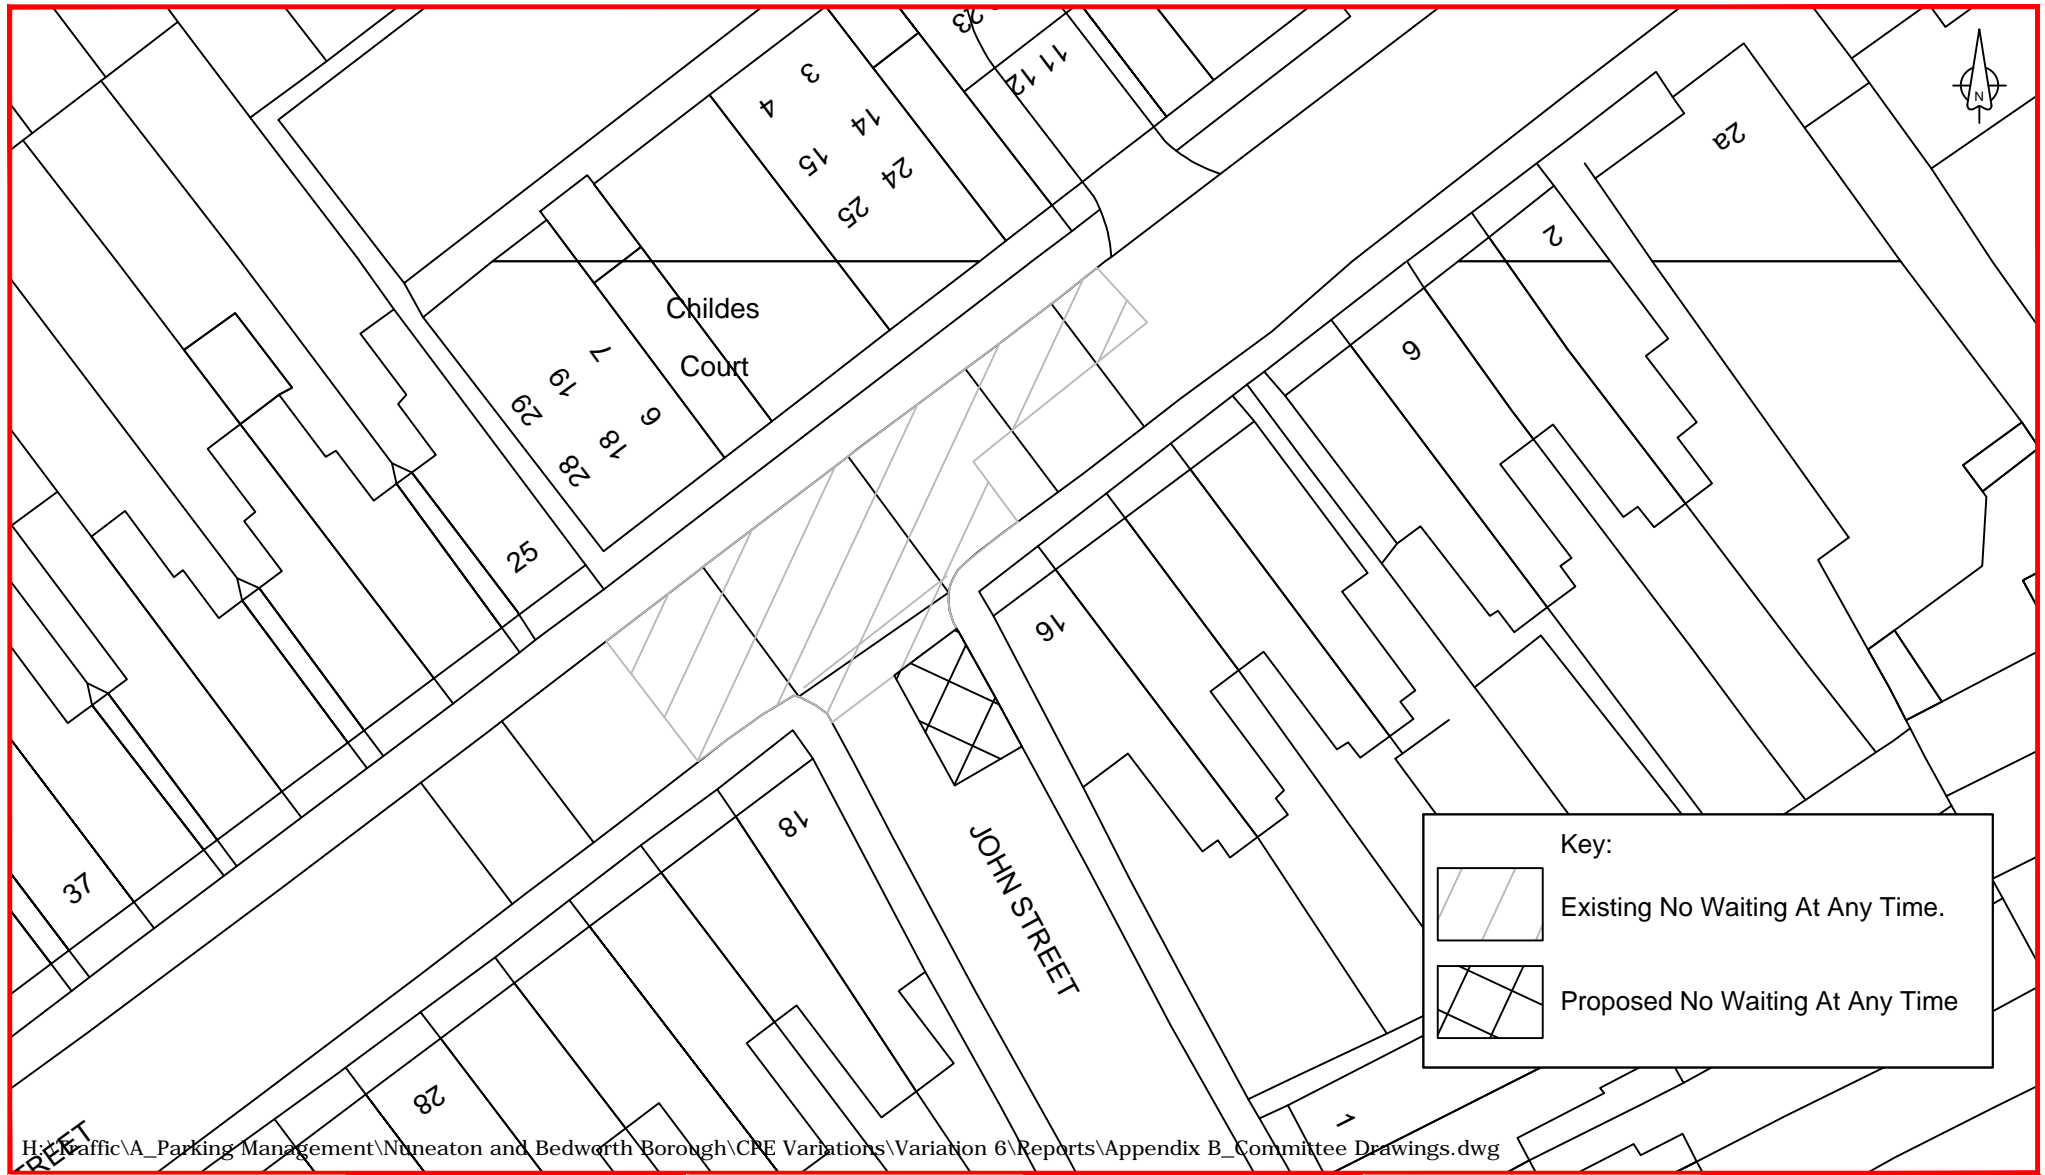 23
11 12
3
4
14
15
24
25
N
2a
2
Childes
Court
7
19
29
6
18
28
6
25
16
18
37
JOHN STREET
Key:
Existing No Waiting At Any Time.
Proposed No Waiting At Any Time
28
1
TREET
H:\Traffic\A_Parking Management\Nuneaton and Bedworth Borough\CPE Variations\Variation 6\Reports\Appendix B_Committee Drawings.dwg